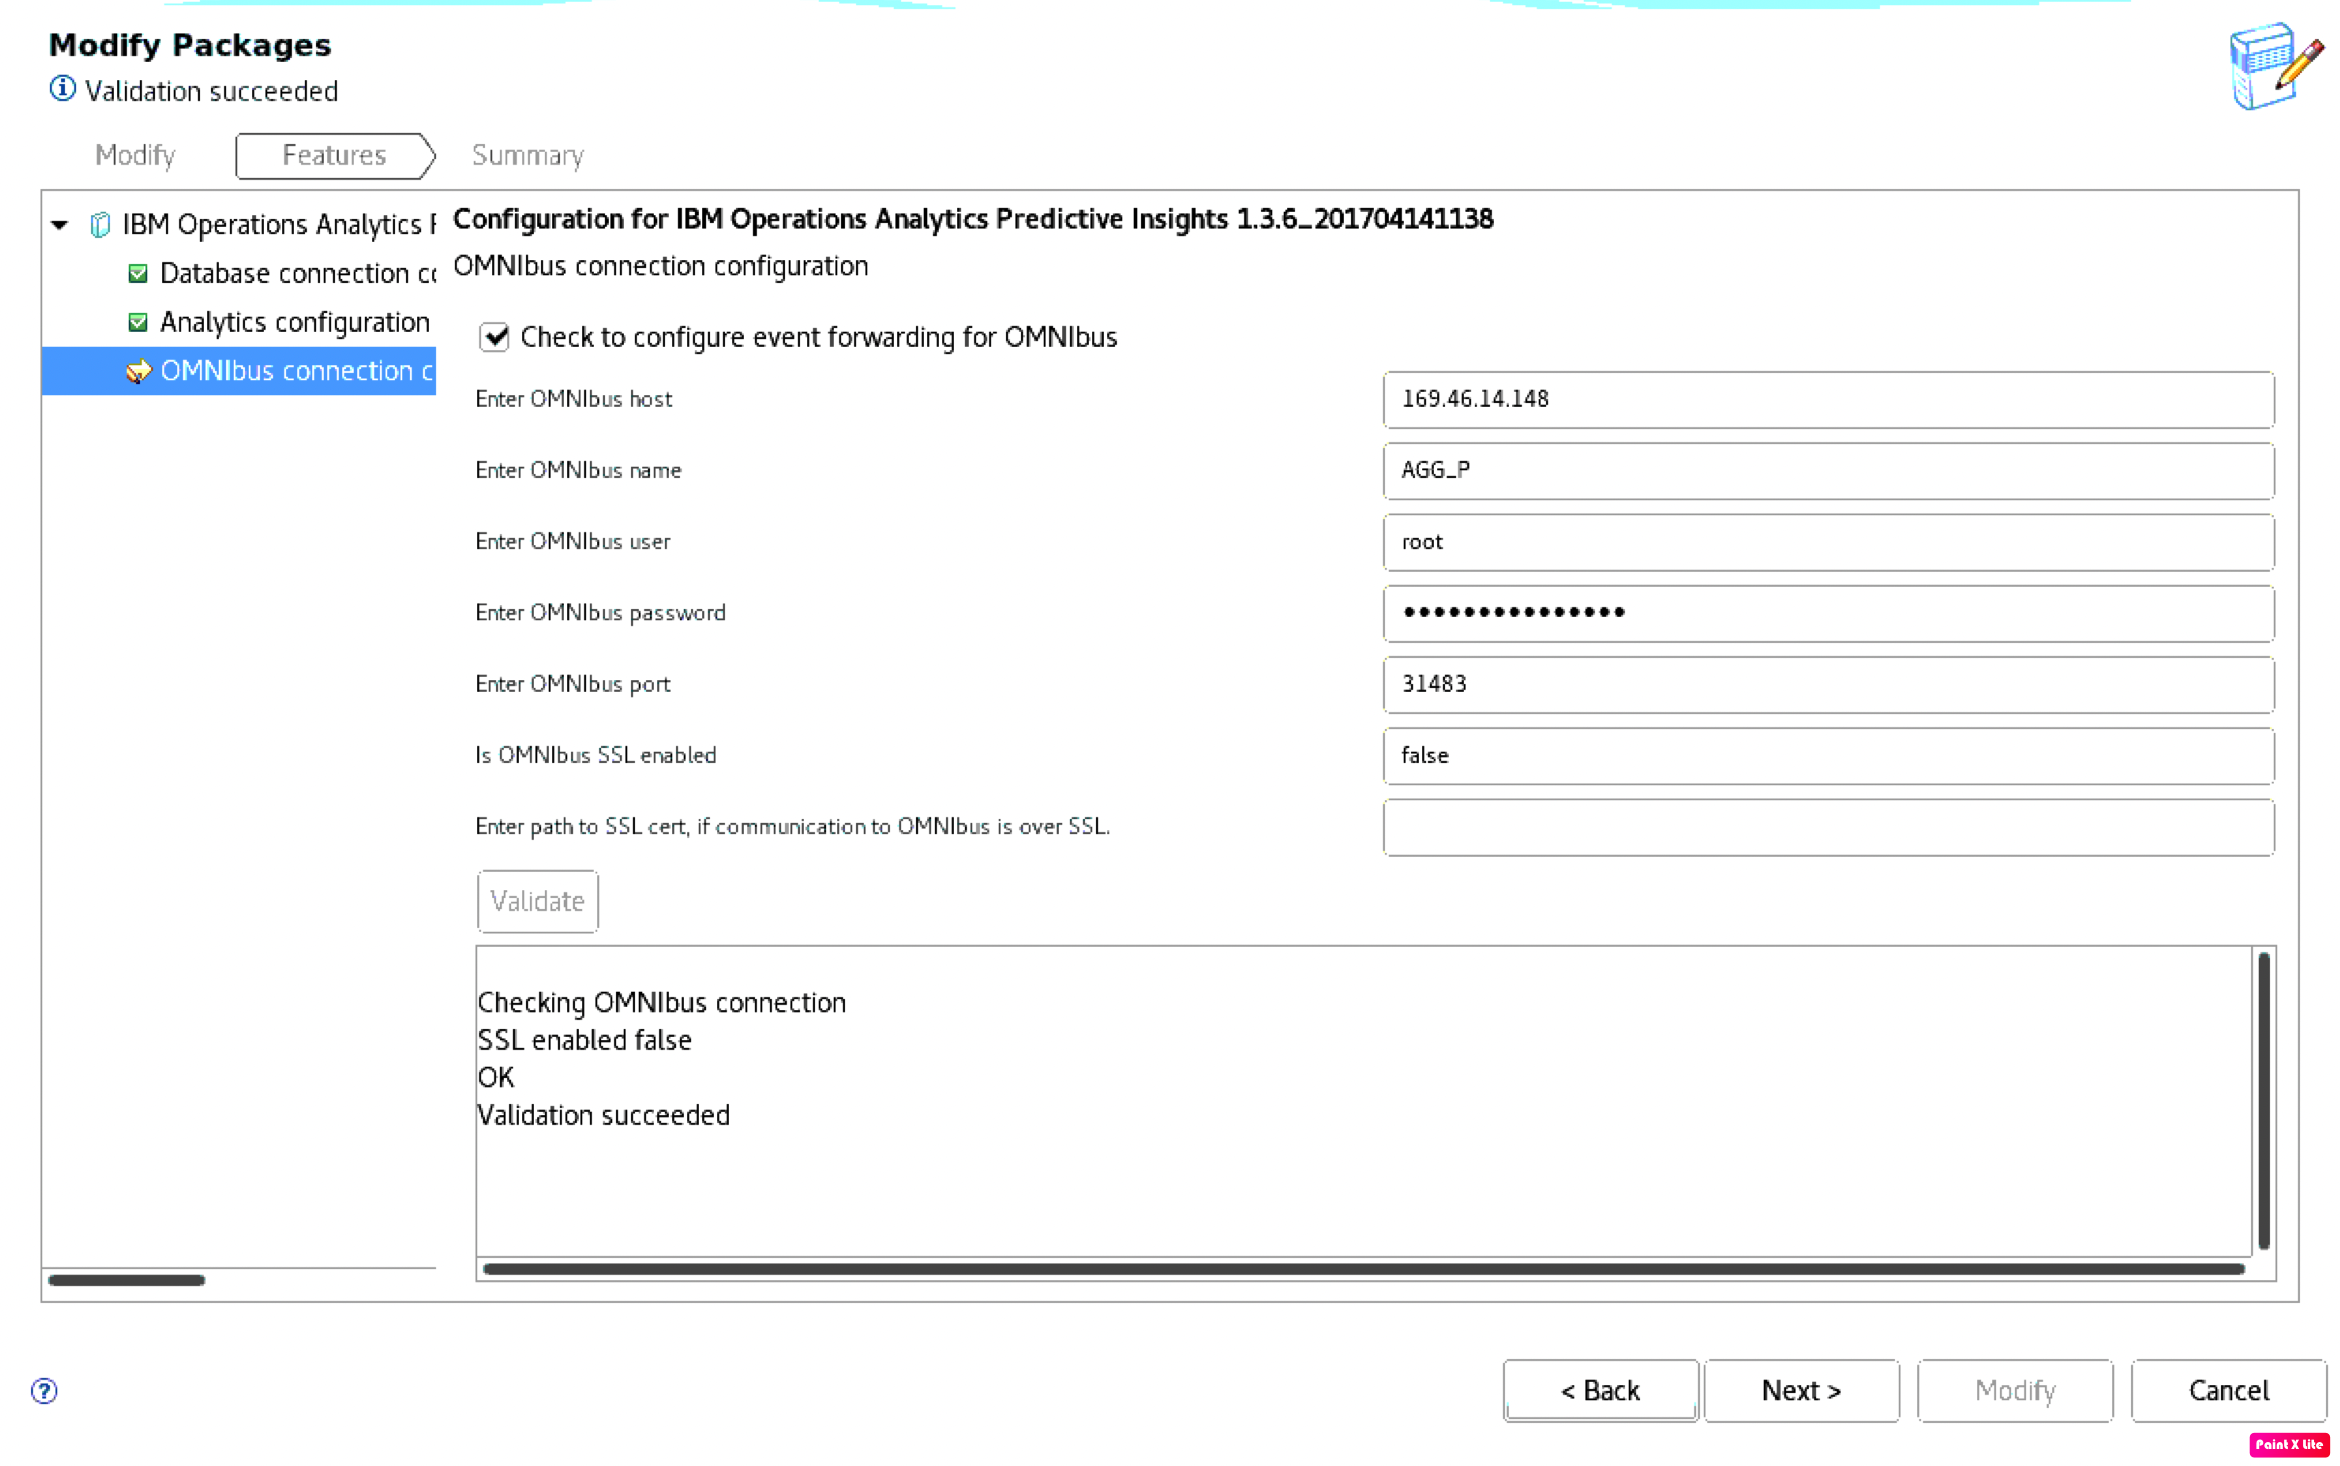 Modify Packages
Validation succeeded
Modify Features Summary
IBM Operations Analytics
Database connection
Analytics configuration
OMNIbus connection
Configuration for IBM Operations Analytics Predictive Insights 1.3.6_201704141138
OMNIbus connection configuration
Check to configure event forwarding for OMNIbus
Enter OMNIbus host 169.46.14.148
Enter OMNIbus name AGG_P
Enter OMNIbus user root
Enter OMNIbus password •••••••••••••••
Enter OMNIbus port 31483
Is OMNIbus SSL enabled false
Enter path to SSL cert, if communication to OMNIbus is over SSL.
Validate
Checking OMNIbus connection
SSL enabled false
OK
Validation succeeded
< Back Next > Modify Cancel
Paint X lite